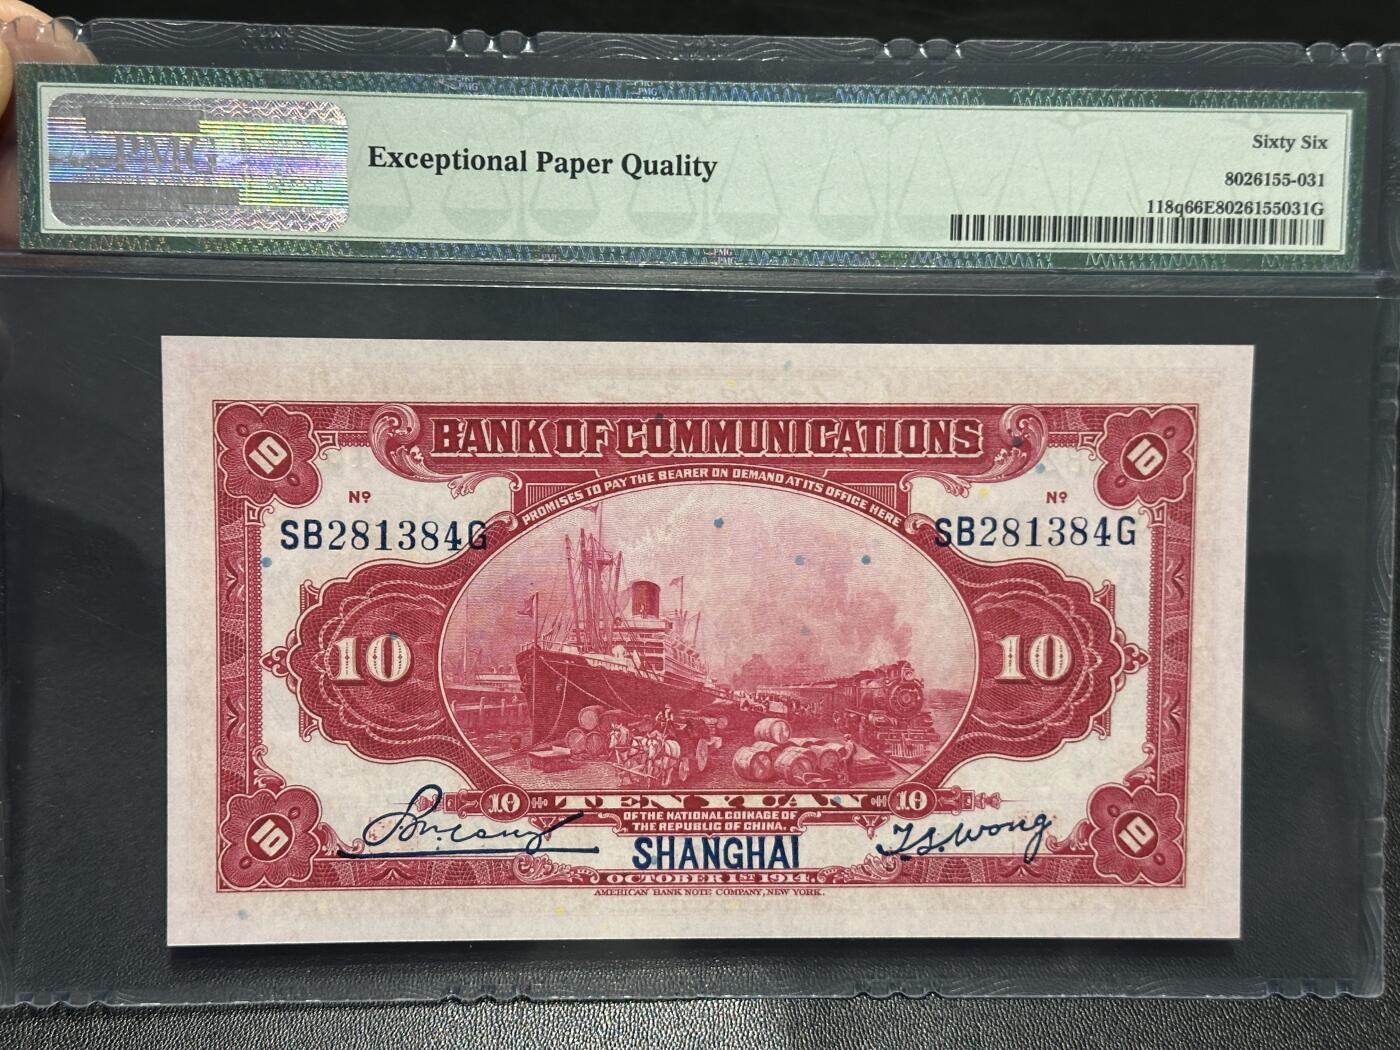 PMG
Exceptional Paper Quality
Sixty Six
8026155-031
118q66E8026155031G
BANK OF COMMUNICATIONS
PROMISES TO PAY THE BEARER ON DEMAND AT ITS OFFICE HERE
Nº
Nº
SB281384G
SB281384G
10
10
10
10
10 TEN YUAN 10
OF THE NATIONAL COINAGE OF
THE REPUBLIC OF CHINA.
T.S. Wong
SHANGHAI
10
10
OCTOBER 1ST 1914.
AMERICAN BANK NOTE COMPANY, NEW YORK.